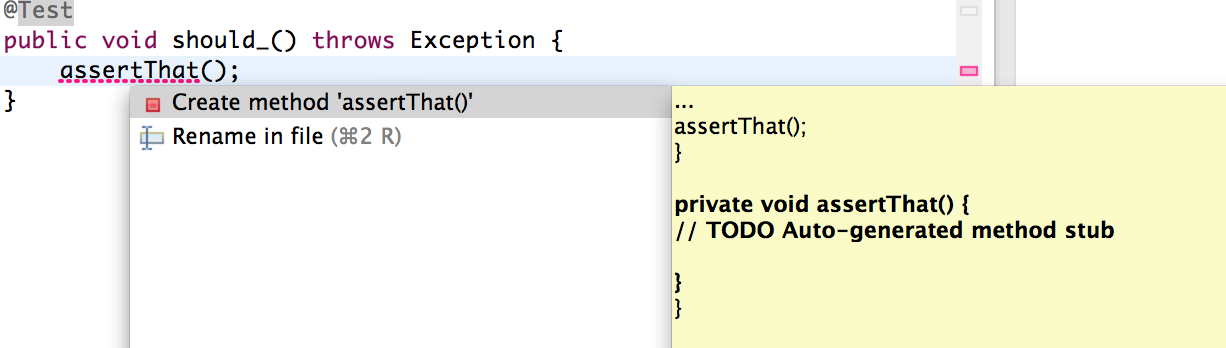 @Test
public void should_() throws Exception {
assertThat();
}
Create method 'assertThat()'
Rename in file (⌘2 R)
...
assertThat();
}
private void assertThat() {
// TODO Auto-generated method stub
}
}